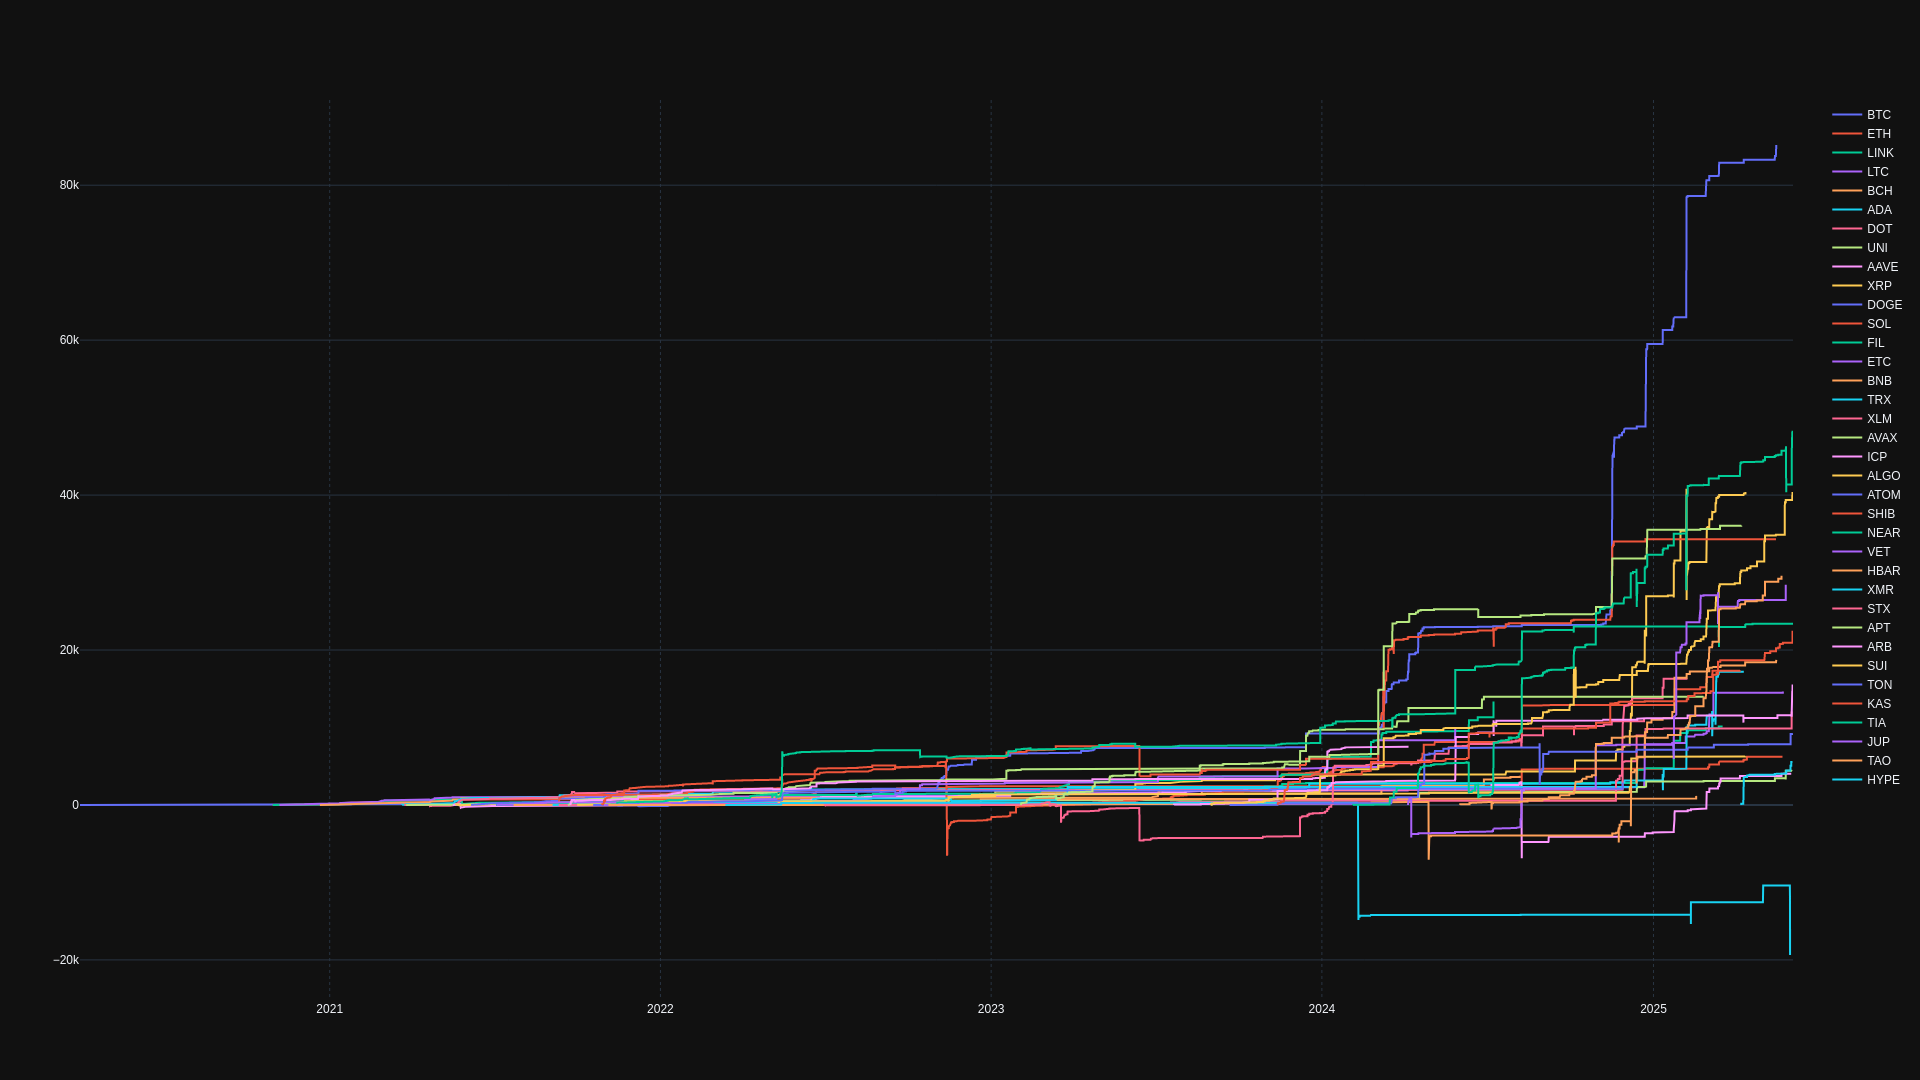 80k
60k
40k
20k
0
−20k
2021
2022
2023
2024
2025
BTC
ETH
LINK
LTC
BCH
ADA
DOT
UNI
AAVE
XRP
DOGE
SOL
FIL
ETC
BNB
TRX
XLM
AVAX
ICP
ALGO
ATOM
SHIB
NEAR
VET
HBAR
XMR
STX
APT
ARB
SUI
TON
KAS
TIA
JUP
TAO
HYPE